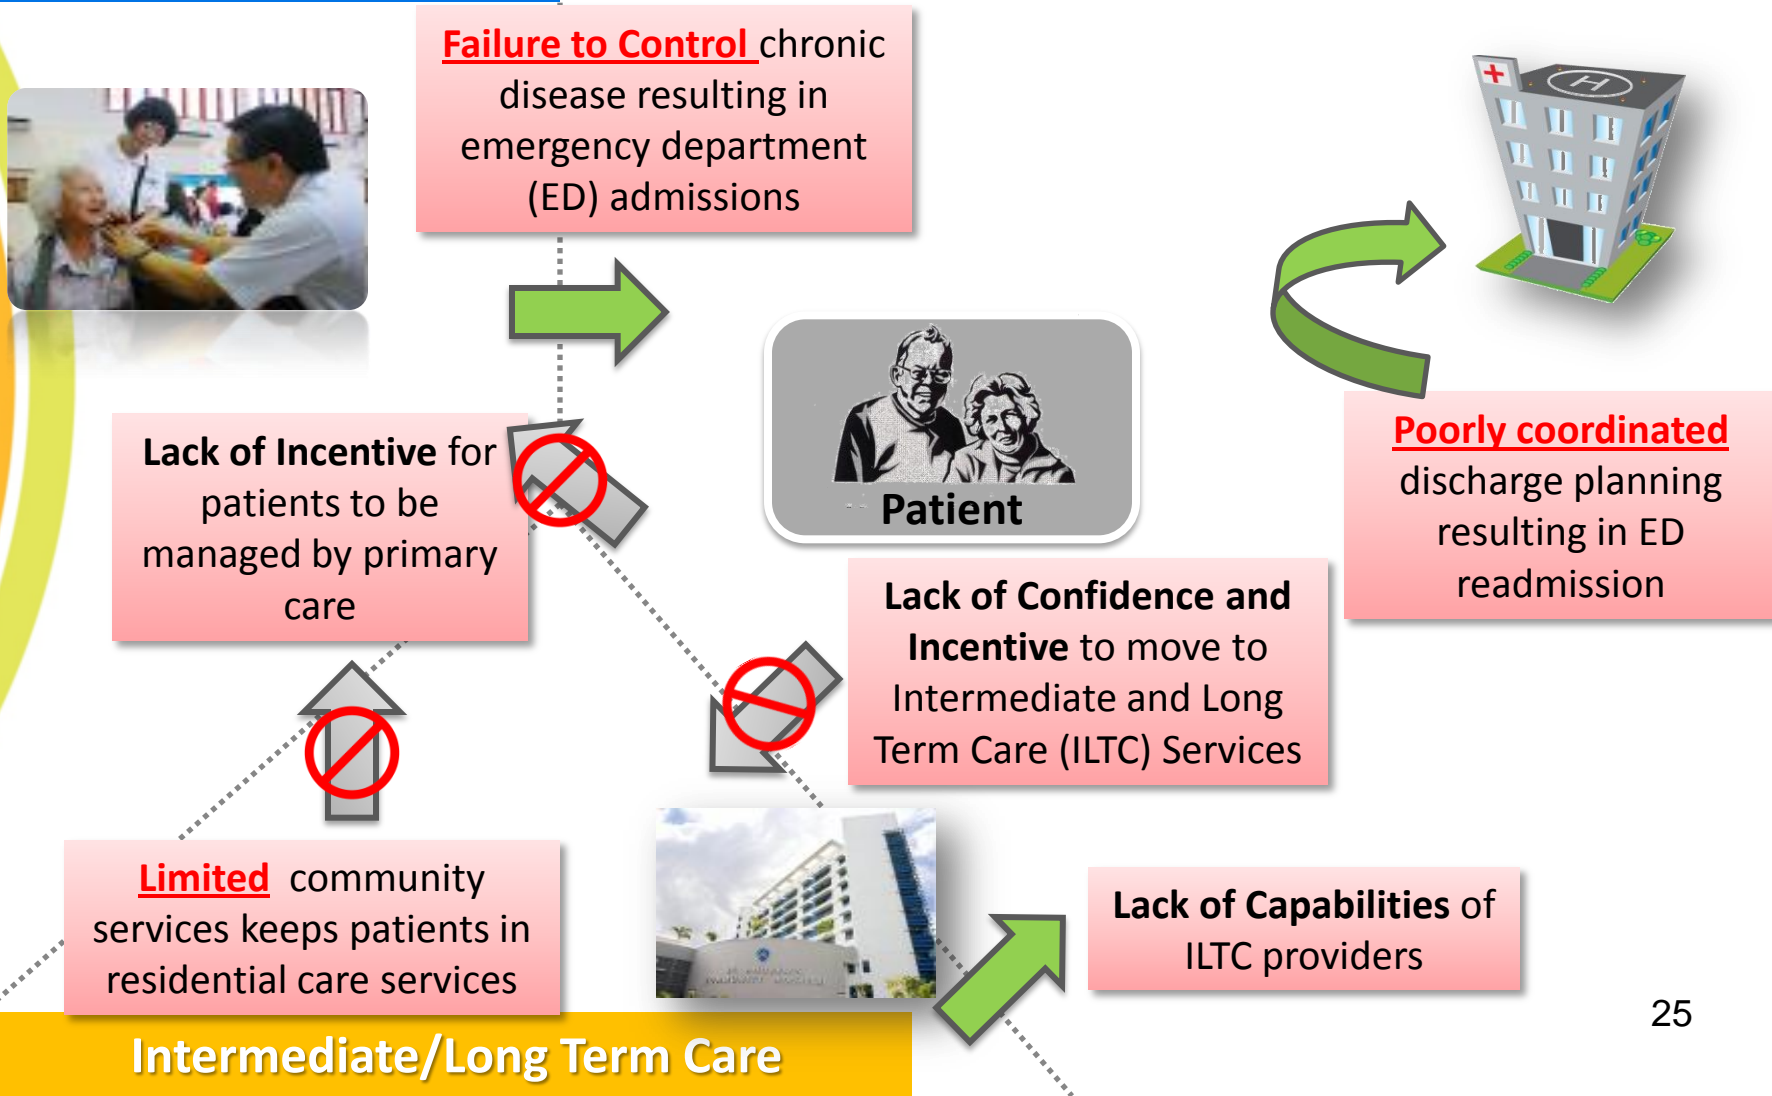 Failure to Control chronic
disease resulting in
emergency department
(ED) admissions
H
Patient
Lack of Incentive for
patients to be
managed by primary
care
Poorly coordinated
discharge planning
resulting in ED
readmission
Lack of Confidence and
Incentive to move to
Intermediate and Long
Term Care (ILTC) Services
Limited community
services keeps patients in
residential care services
Lack of Capabilities of
ILTC providers
25
Intermediate/Long Term Care